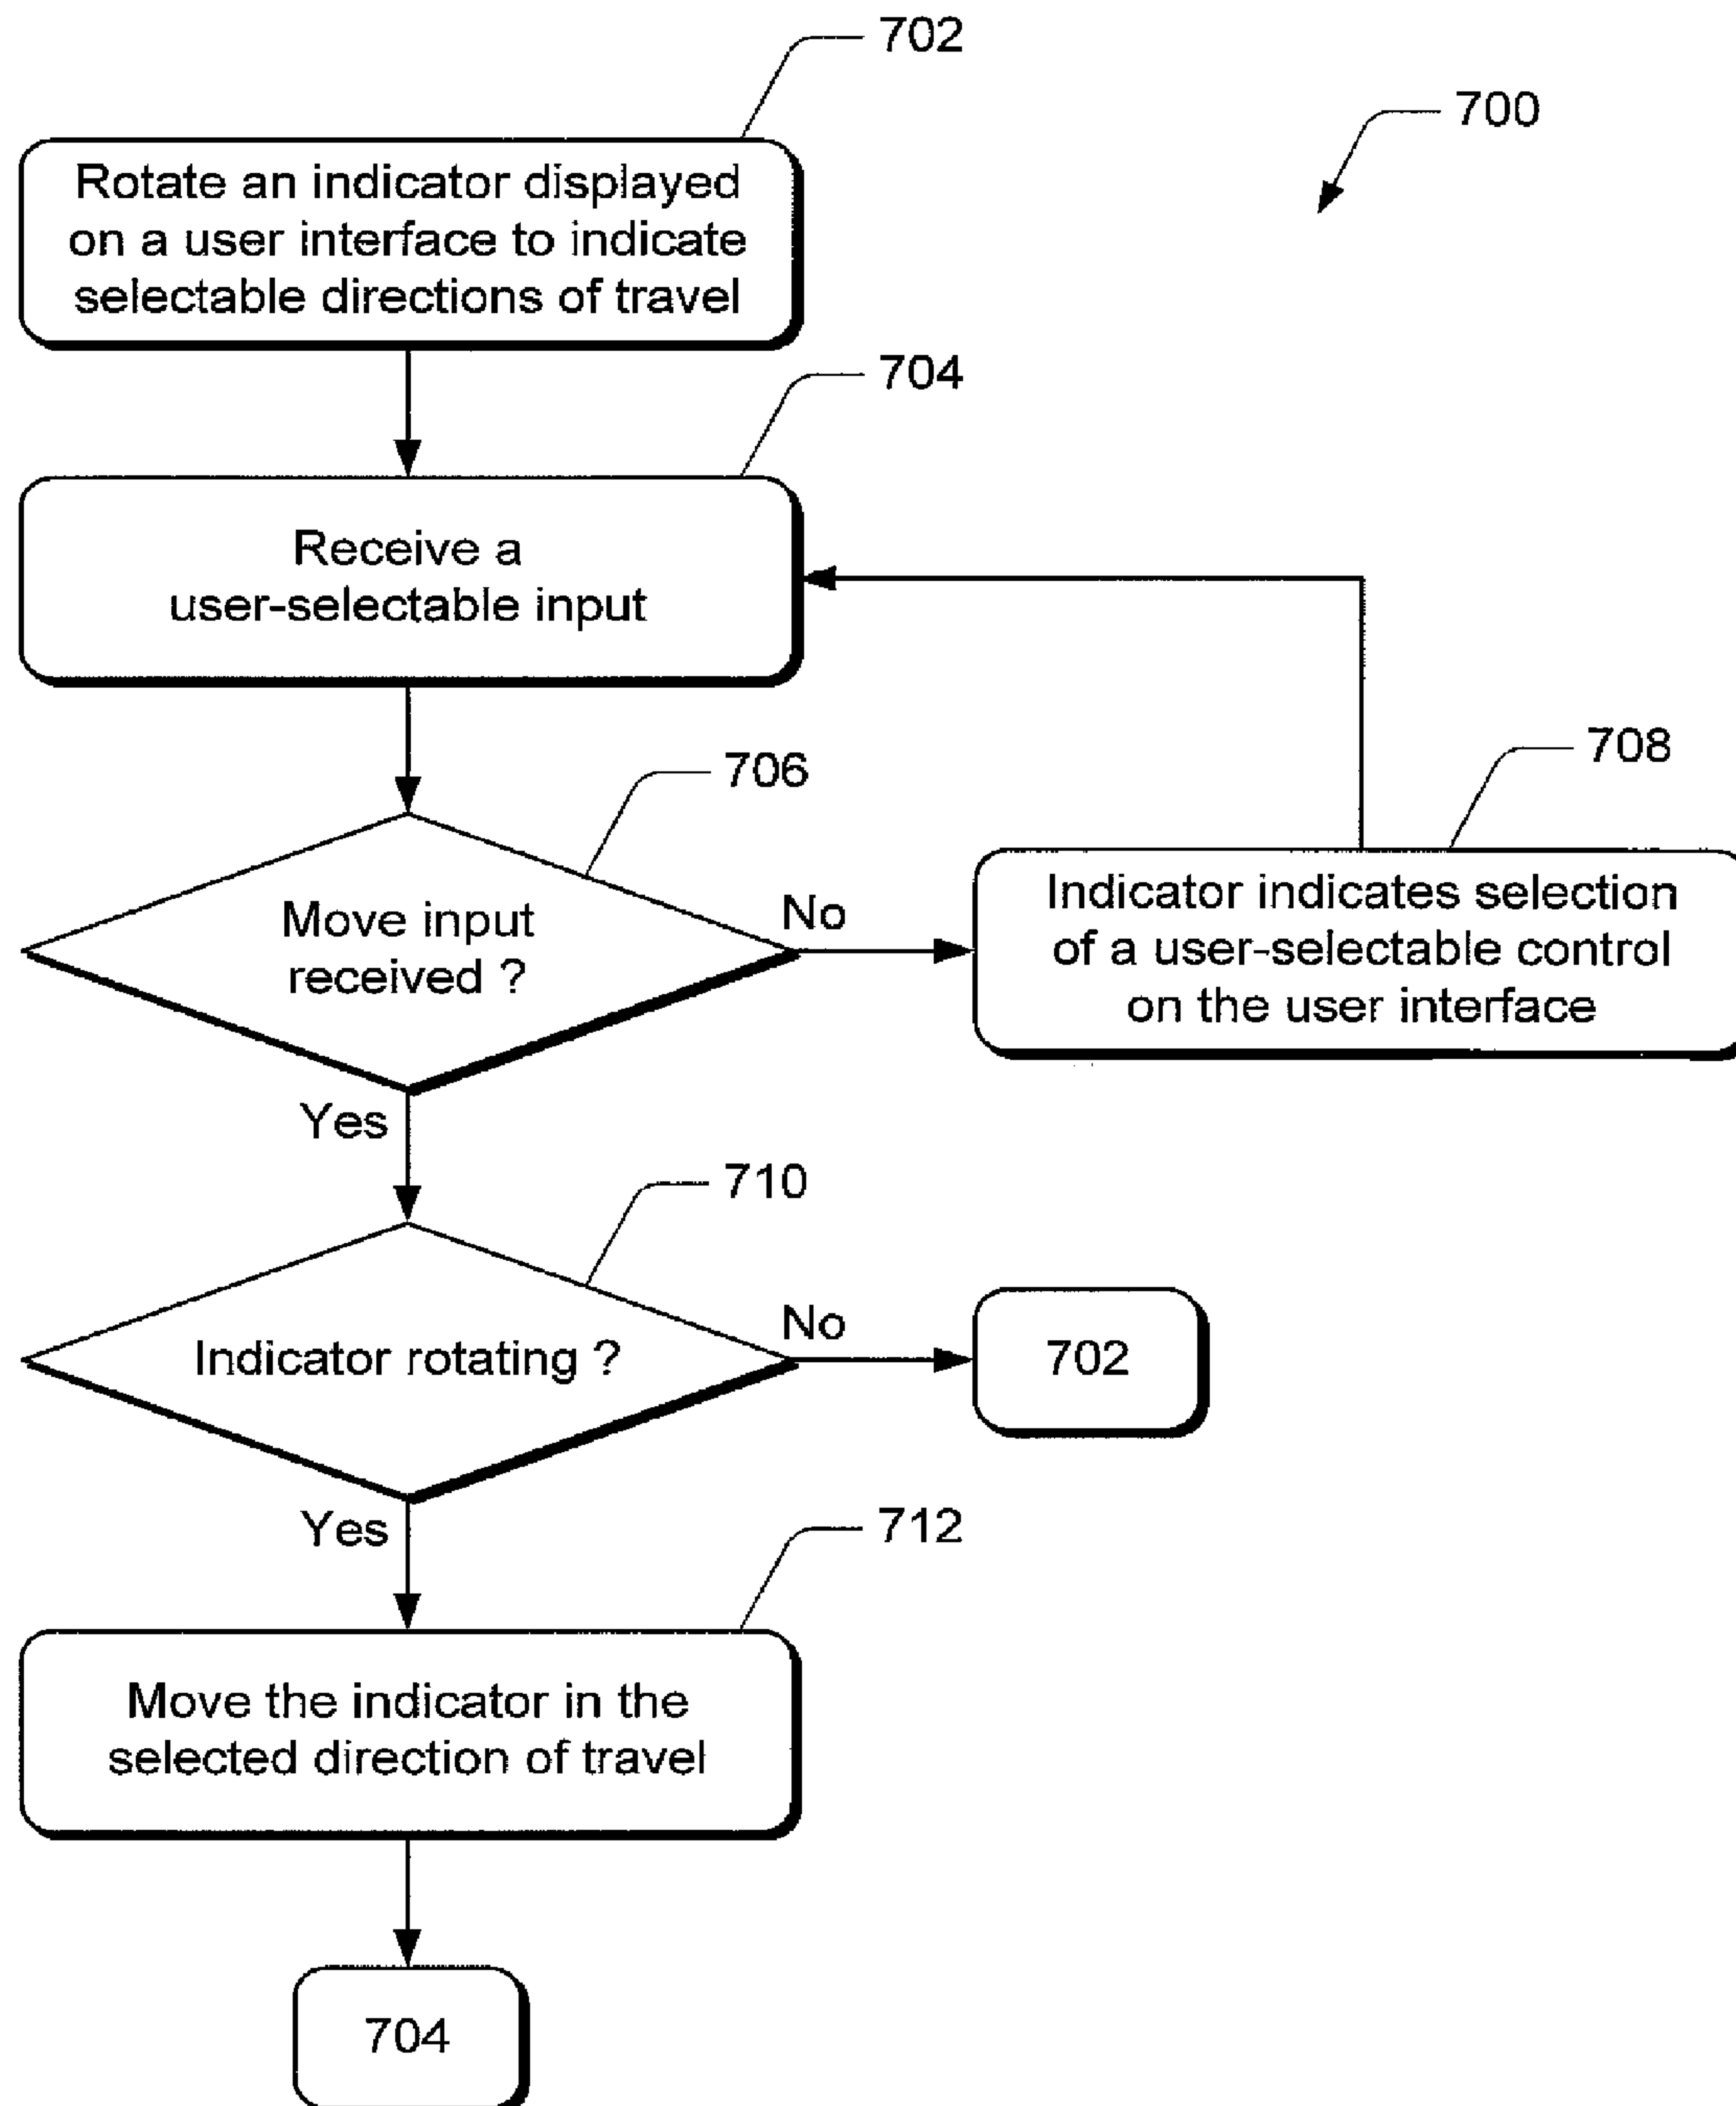 702
700
Rotate an indicator displayed
on a user interface to indicate
selectable directions of travel
704
Receive a
user-selectable input
706
708
Move input
received ?
No
Indicator indicates selection
of a user-selectable control
on the user interface
Yes
710
Indicator rotating ?
No
702
Yes
712
Move the indicator in the
selected direction of travel
704